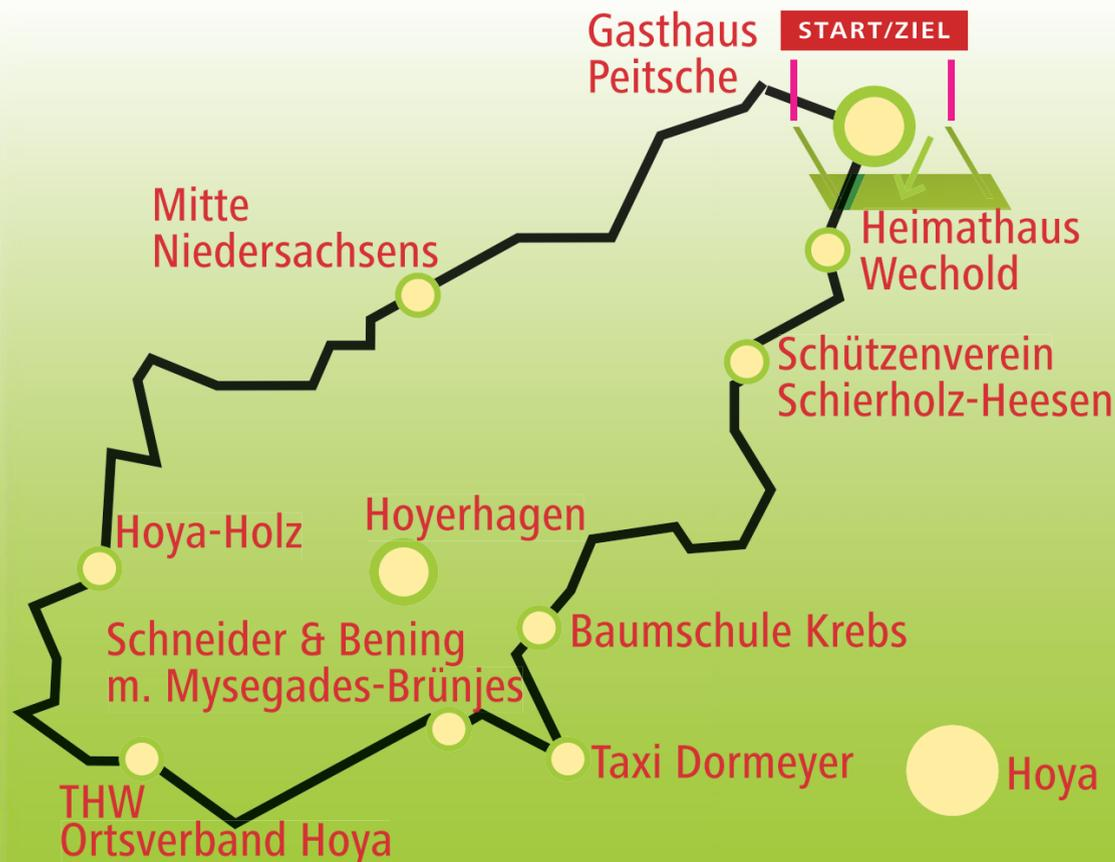 Gasthaus
Peitsche
START/ZIEL
Mitte
Niedersachsens
Heimathaus
Wechold
Schützenverein
Schierholz-Heesen
Hoyerhagen
Hoya-Holz
Schneider & Bening
m. Mysegades-Brünjes
Baumschule Krebs
Taxi Dormeyer
Hoya
THW
Ortsverband Hoya